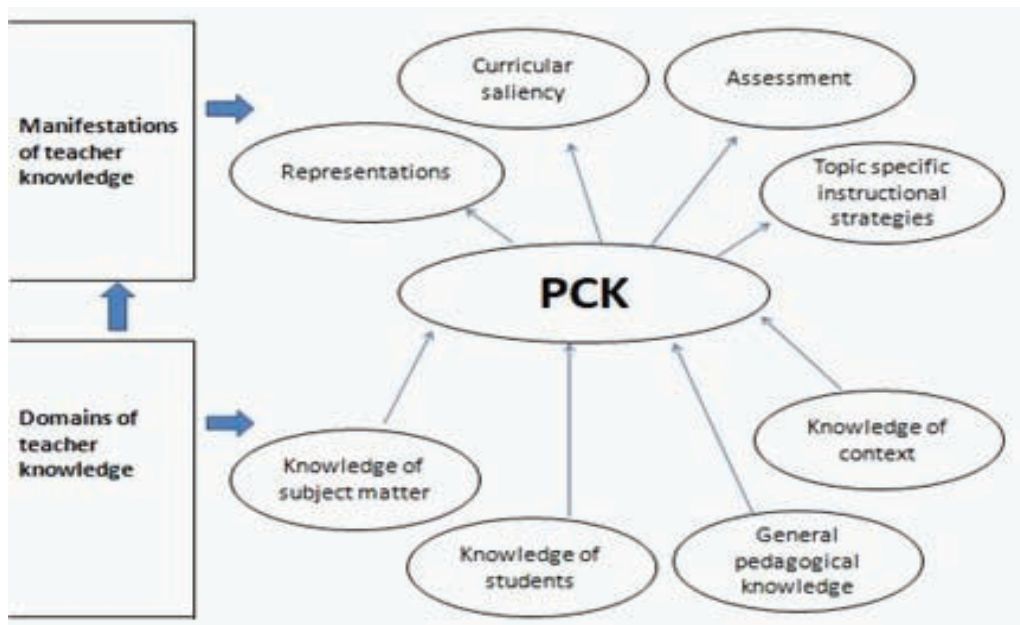 Manifestations
of teacher
knowledge
Curricular
saliency
Assessment
Representations
Topic specific
instructional
strategies
PCK
Domains of
teacher
knowledge
Knowledge of
subject matter
Knowledge of
students
General
pedagogical
knowledge
Knowledge of
context